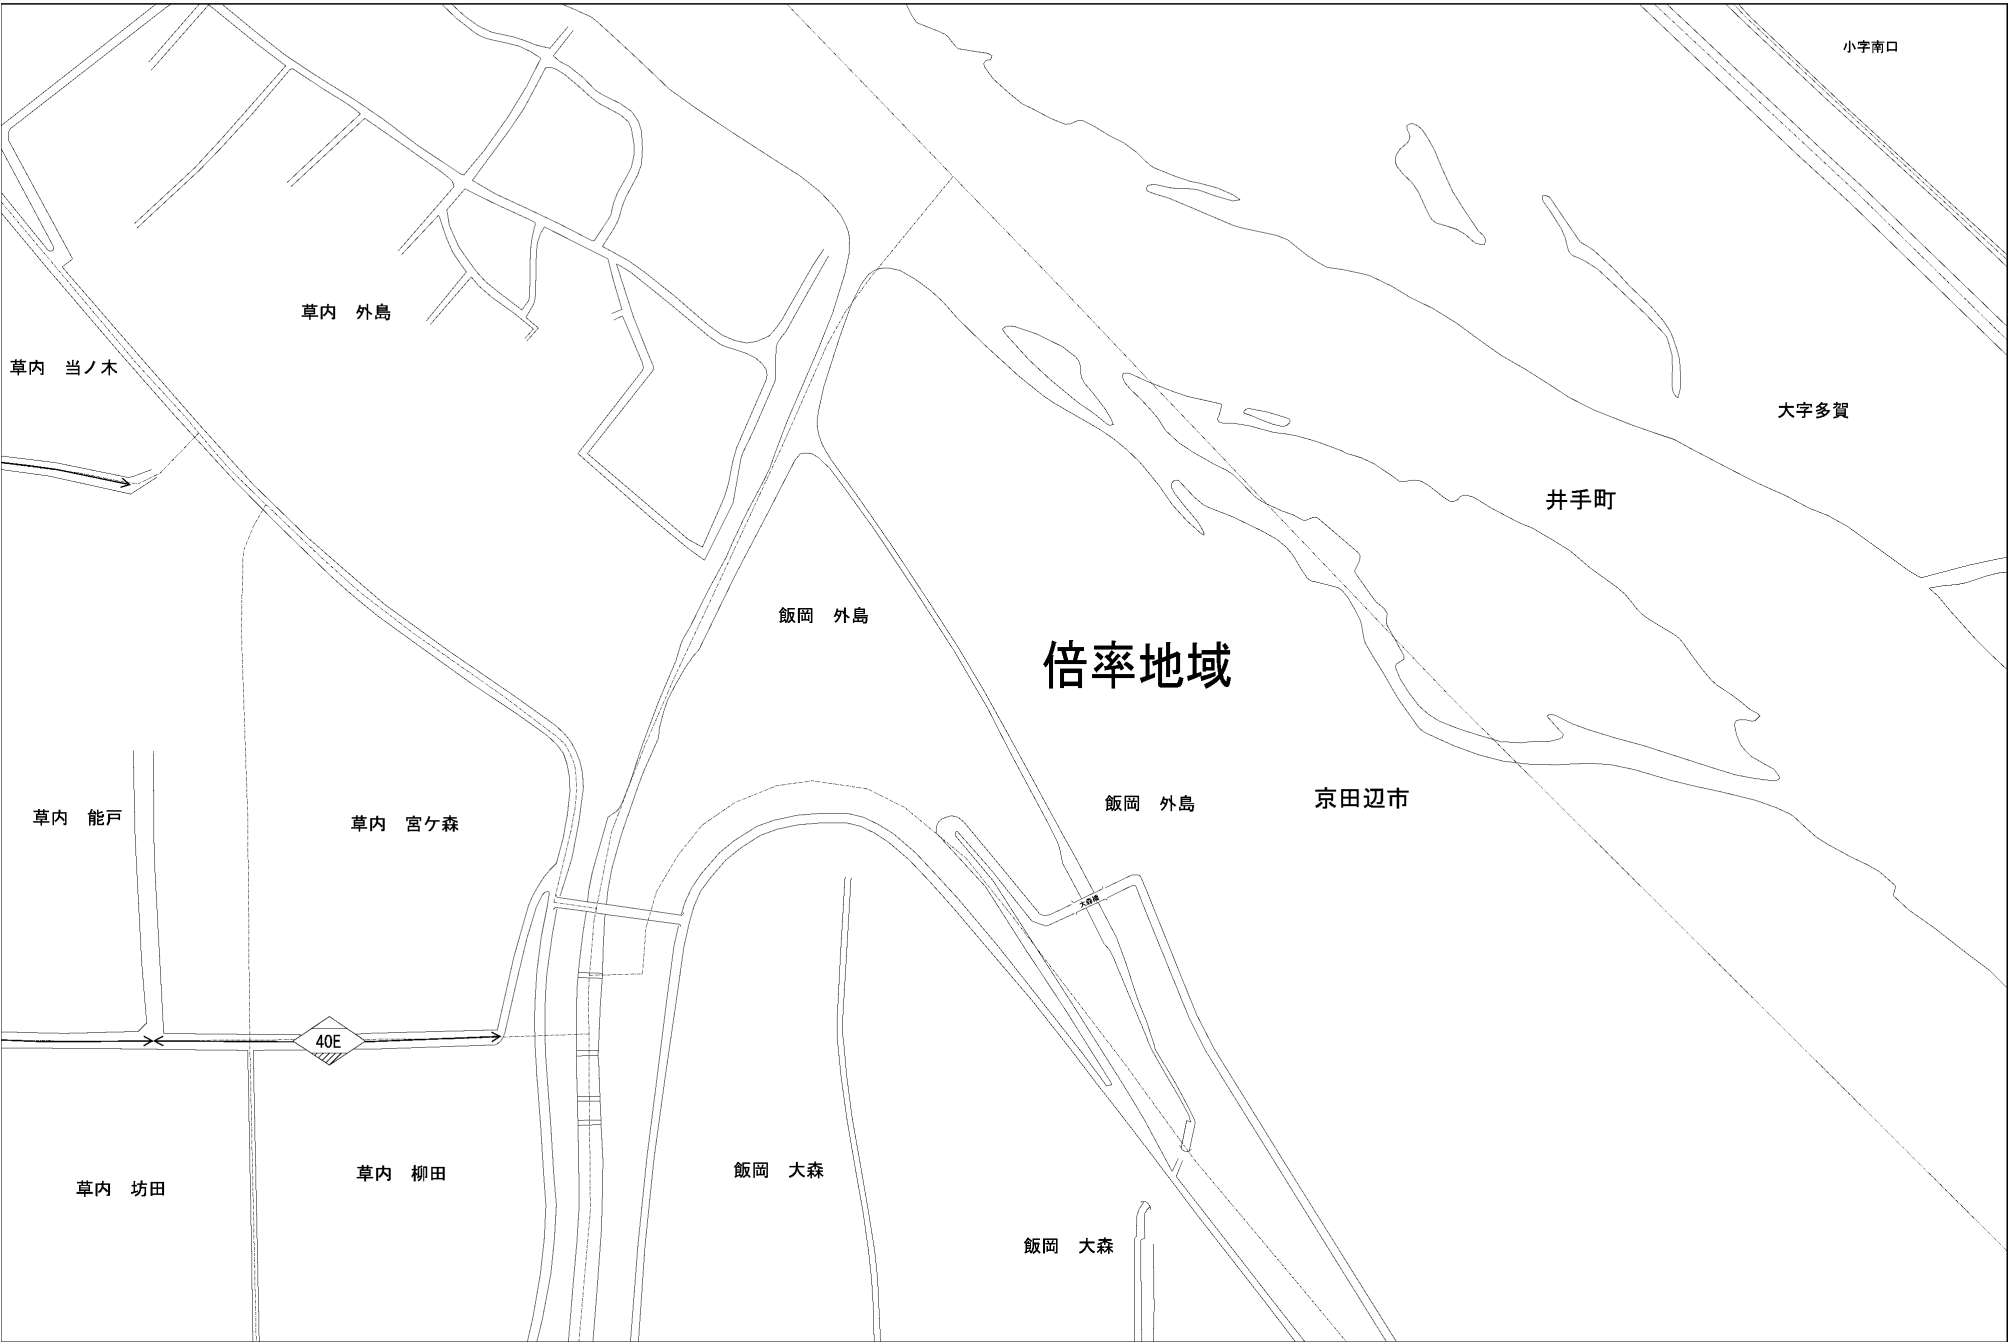 小字南口
草内　外島
草内　当ノ木
大字多賀
井手町
飯岡　外島
倍率地域
飯岡　外島
京田辺市
草内　能戸
草内　宮ケ森
大森橋
40E
草内　坊田
草内　柳田
飯岡　大森
飯岡　大森